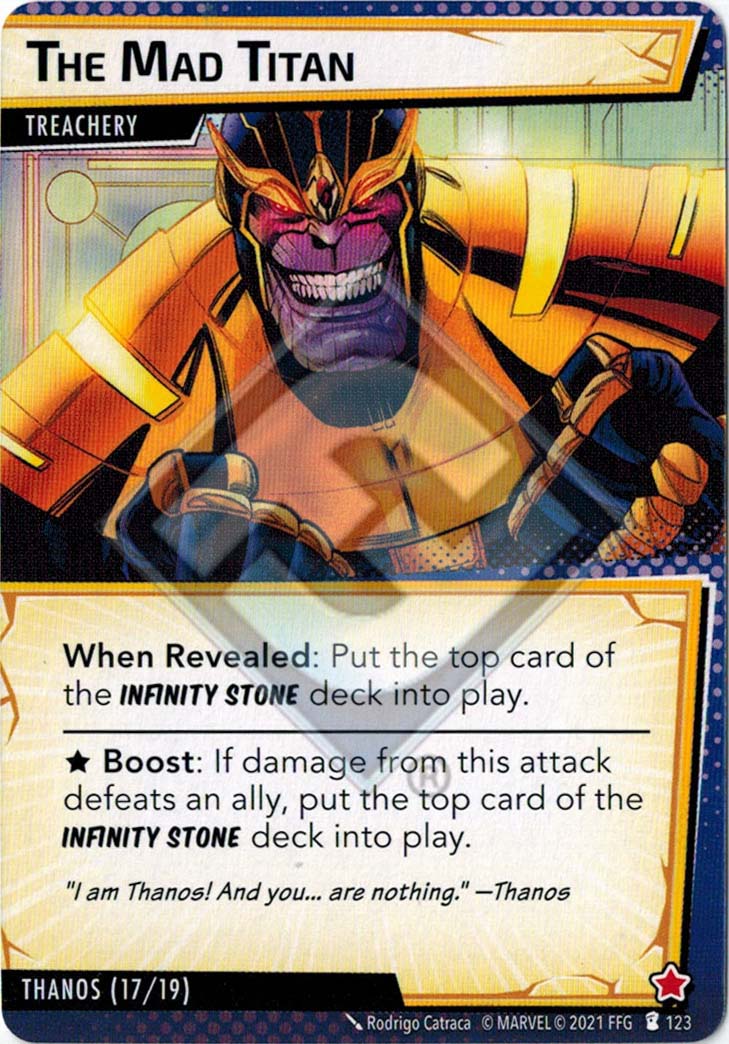 THE MAD TITAN
TREACHERY
When Revealed: Put the top card of
the INFINITY STONE deck into play.
★ Boost: If damage from this attack
defeats an ally, put the top card of the
INFINITY STONE deck into play.
"I am Thanos! And you... are nothing." —Thanos
THANOS (17/19)
Rodrigo Catraca © MARVEL © 2021 FFG 123
®